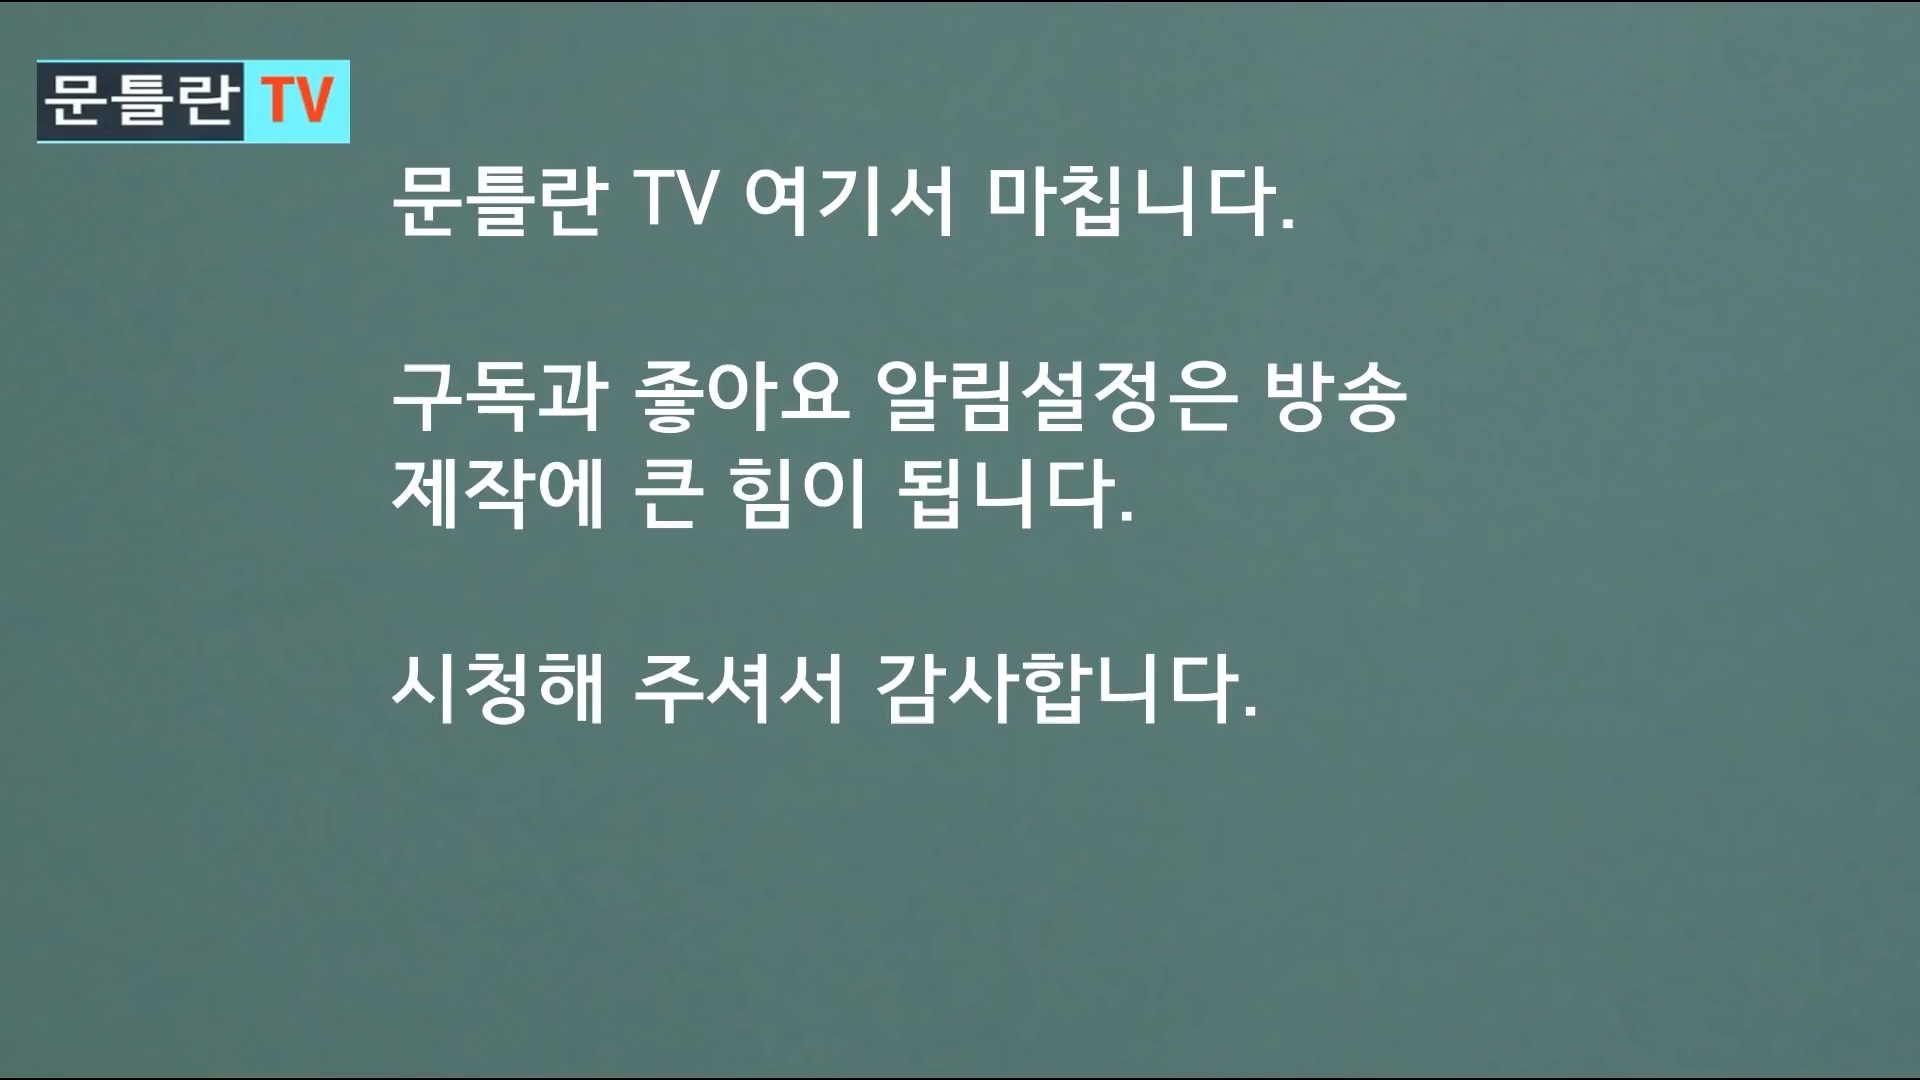 문틀란 TV
문틀란 TV 여기서 마칩니다.
구독과 좋아요 알림설정은 방송
제작에 큰 힘이 됩니다.
시청해 주셔서 감사합니다.